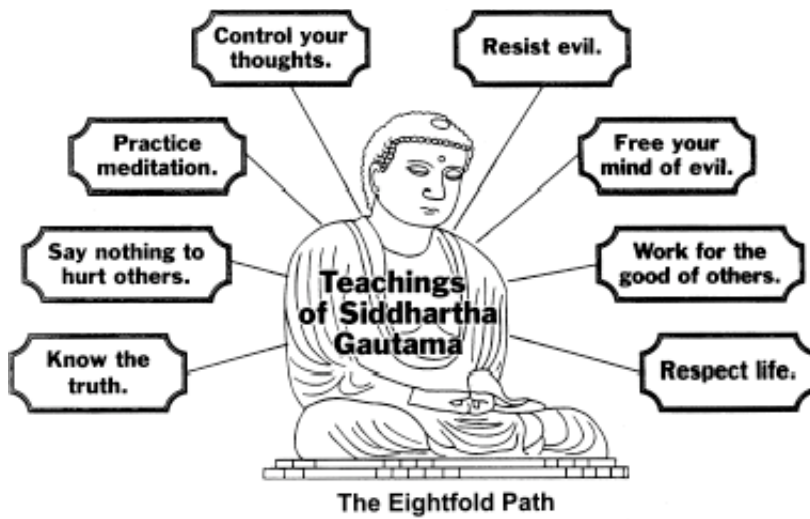 Control your
thoughts.
Resist evil.
Practice
meditation.
Free your
mind of evil.
Say nothing to
hurt others.
Work for the
good of others.
Teachings
of Siddhartha
Gautama
Know the
truth.
Respect life.
The Eightfold Path